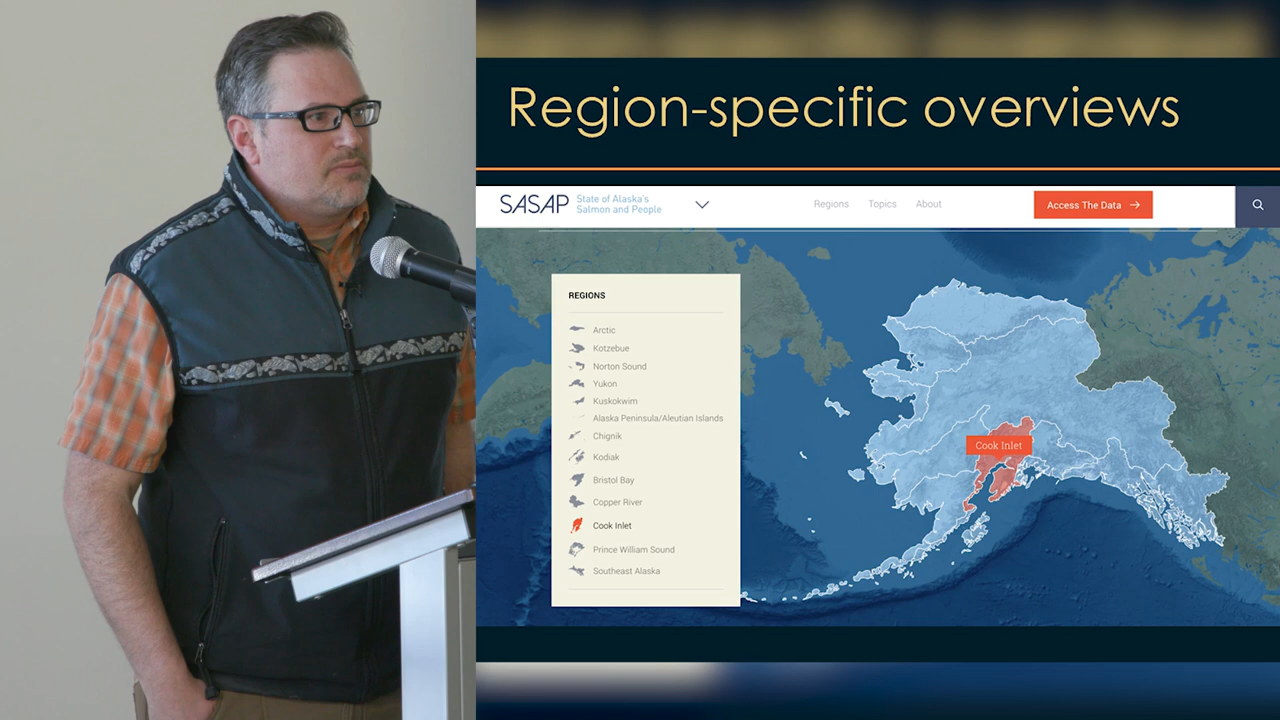 Region-specific overviews
SASAP State of Alaska's
Salmon and People
Regions Topics About
Access The Data →
REGIONS
Arctic
Kotzebue
Norton Sound
Yukon
Kuskokwim
Alaska Peninsula/Aleutian Islands
Chignik
Kodiak
Bristol Bay
Copper River
Cook Inlet
Prince William Sound
Southeast Alaska
Cook Inlet